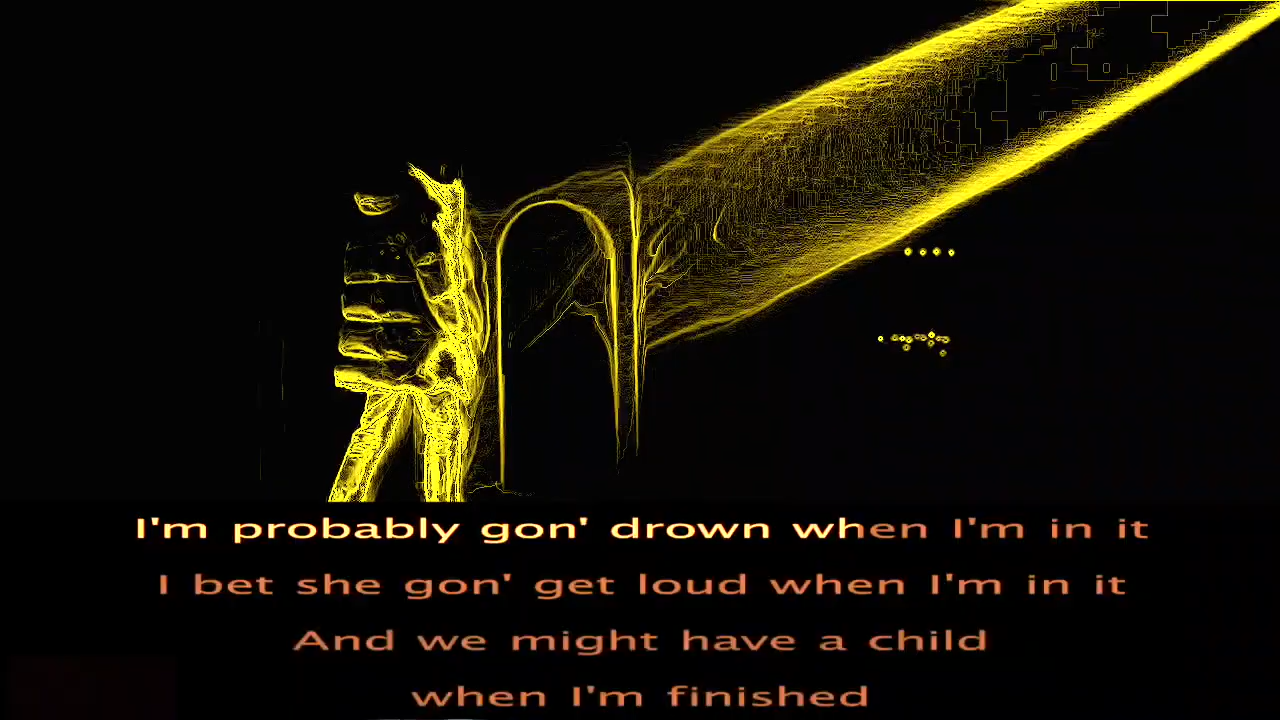 I'm probably gon' drown when I'm in it
I bet she gon' get loud when I'm in it
And we might have a child
when I'm finished